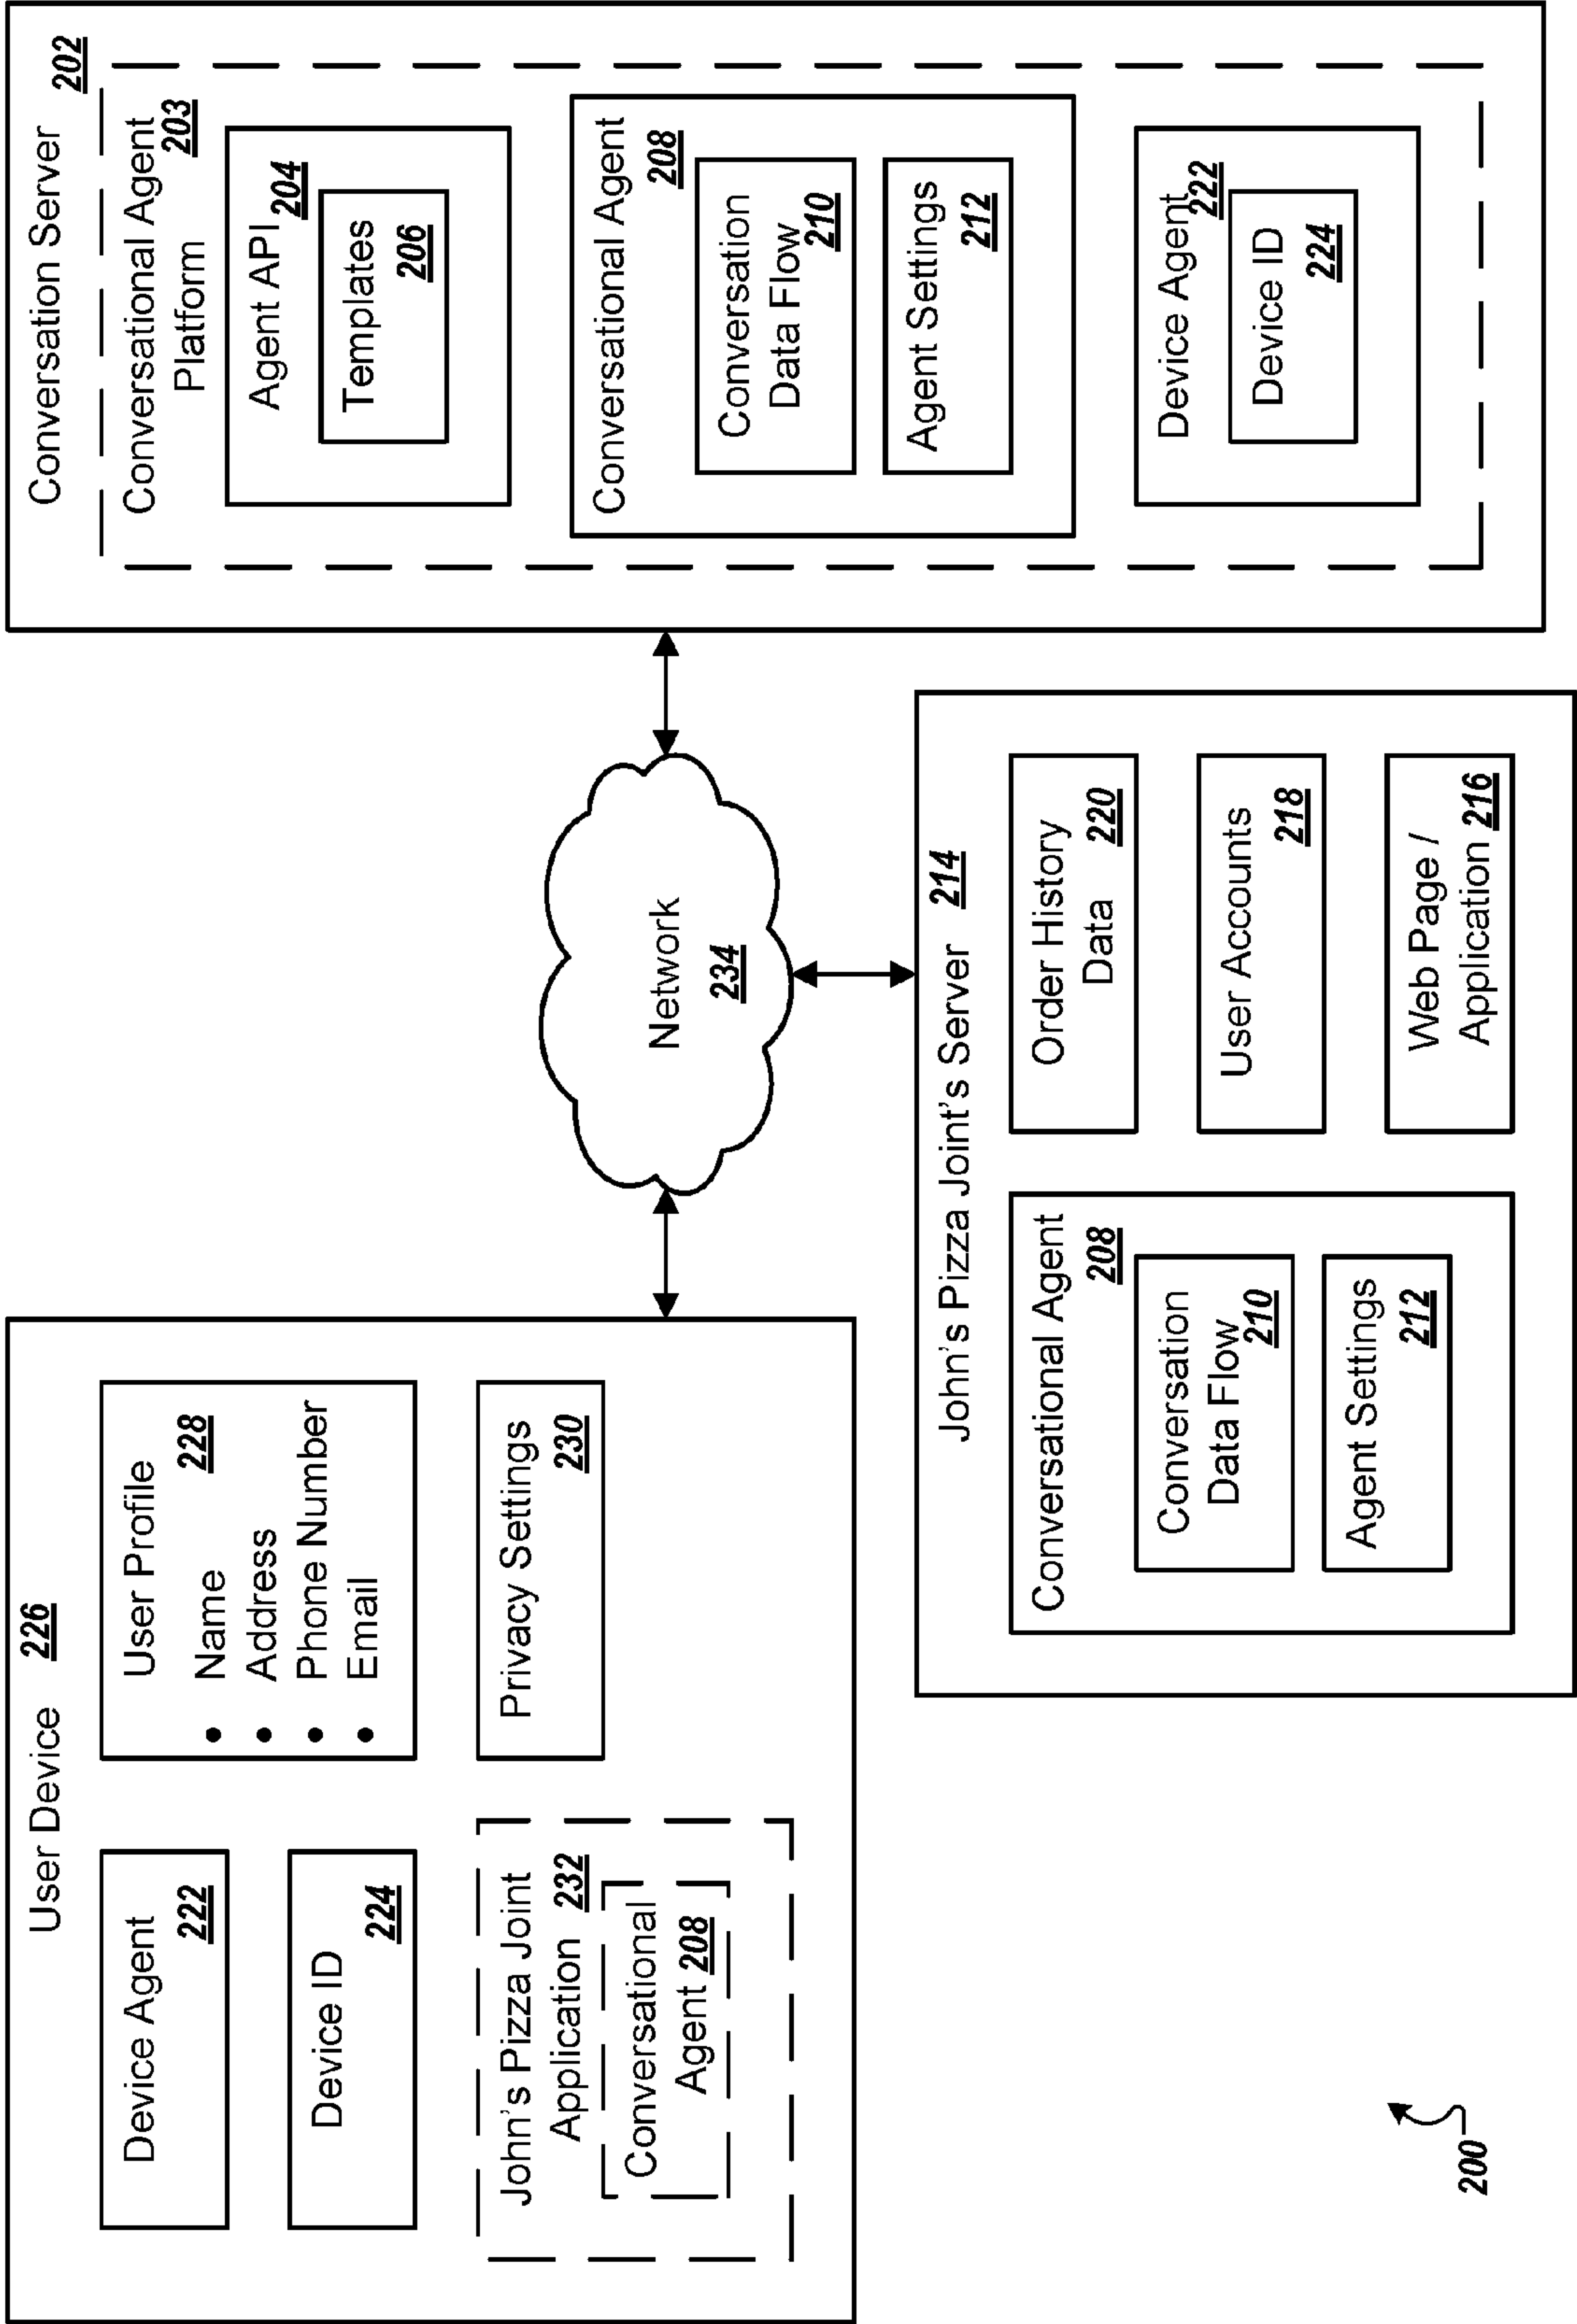 User Device 226
Device Agent
222
Device ID
224
John's Pizza Joint
Application 232
Conversational
Agent 208
User Profile
228
• Name
• Address
• Phone Number
• Email
Privacy Settings
230
Network
234
John's Pizza Joint's Server 214
Conversational Agent
208
Conversation
Data Flow
210
Agent Settings
212
Order History
Data 220
User Accounts
218
Web Page /
Application 216
Conversation Server
202
Conversational Agent
Platform 203
Agent API
204
Templates
206
Conversational Agent
208
Conversation
Data Flow
210
Agent Settings
212
Device Agent
222
Device ID
224
200